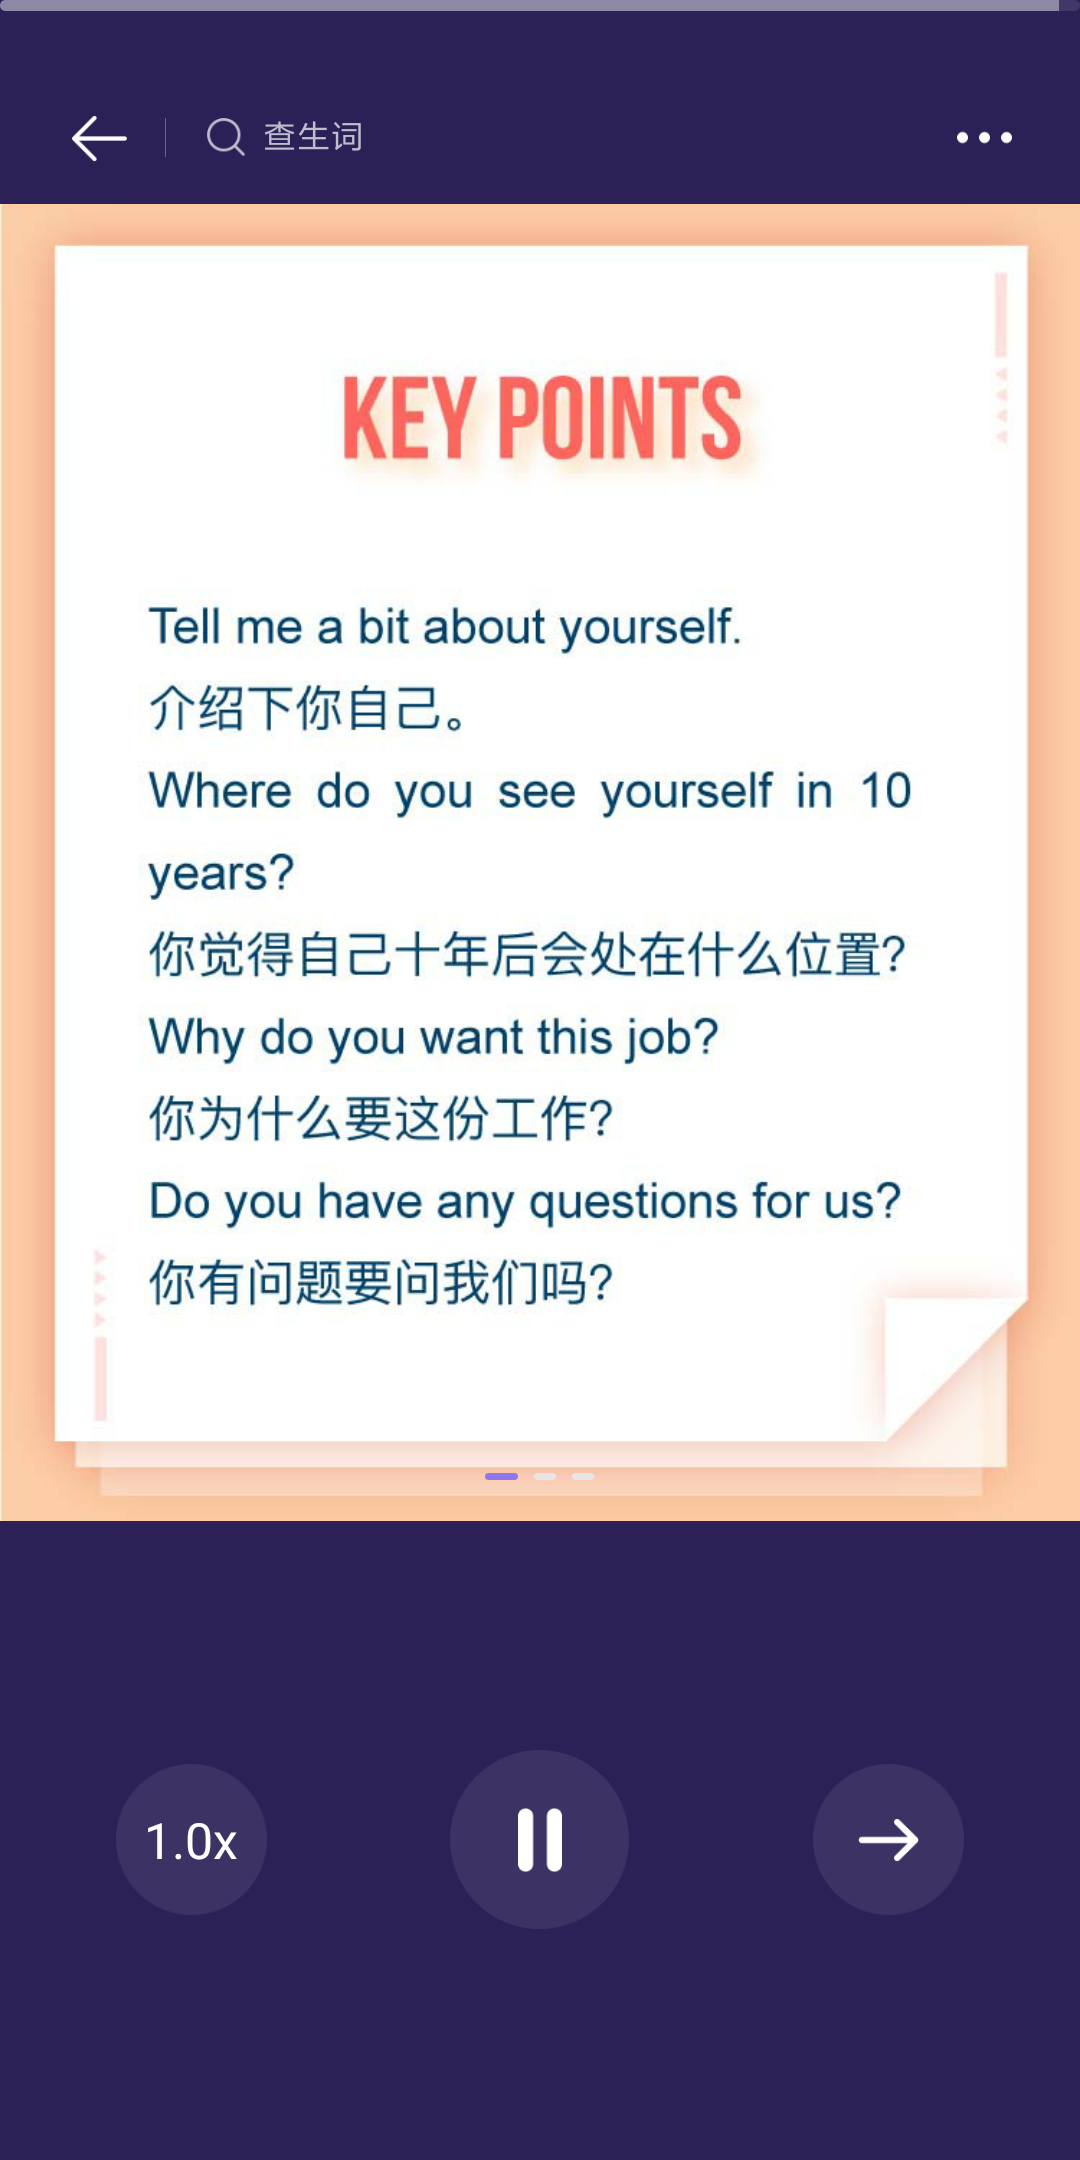 查生词
KEY POINTS
Tell me a bit about yourself.
介绍下你自己。
Where do you see yourself in 10
years?
你觉得自己十年后会处在什么位置?
Why do you want this job?
你为什么要这份工作?
Do you have any questions for us?
你有问题要问我们吗?
1.0x